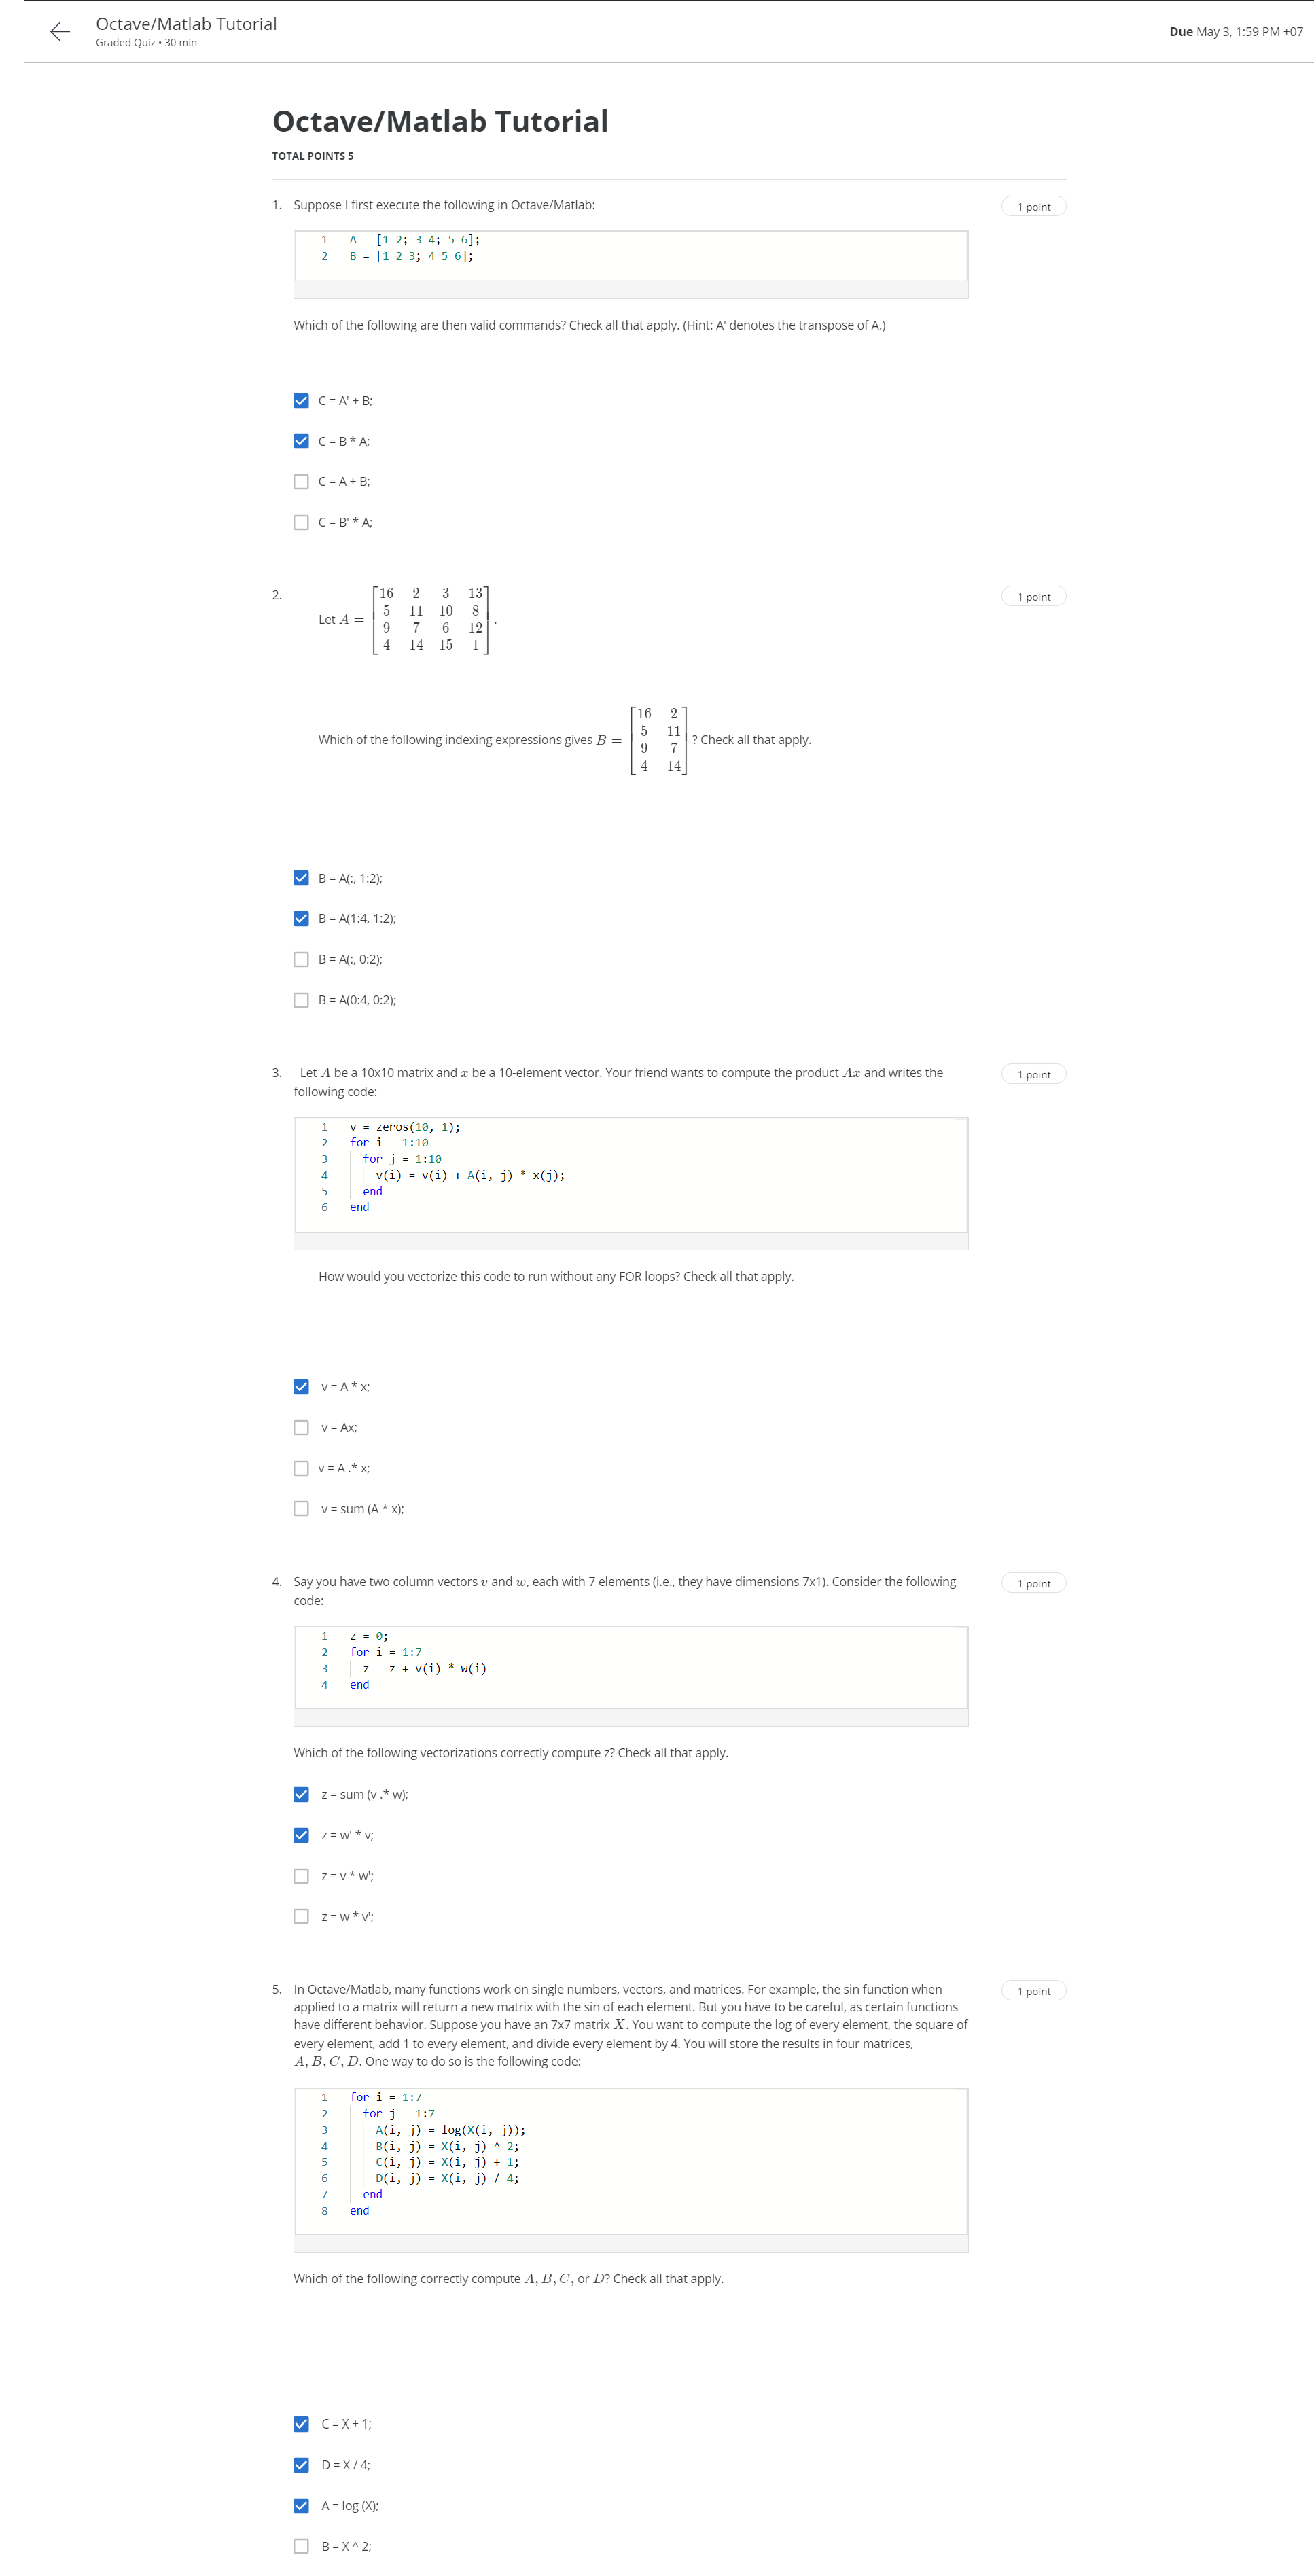 Octave/Matlab Tutorial
Graded Quiz • 30 min
Due May 3, 1:59 PM +07
Octave/Matlab Tutorial
TOTAL POINTS 5
1. Suppose I first execute the following in Octave/Matlab:
1 point
1 A = [1 2; 3 4; 5 6];
2 B = [1 2 3; 4 5 6];
Which of the following are then valid commands? Check all that apply. (Hint: A' denotes the transpose of A.)
C = A' + B;
C = B * A;
C = A + B;
C = B' * A;
2.
1 point
16 2 3 13
5 11 10 8
Let A = .
9 7 6 12
4 14 15 1
16 2
5 11
Which of the following indexing expressions gives B = ? Check all that apply.
9 7
4 14
B = A(:, 1:2);
B = A(1:4, 1:2);
B = A(:, 0:2);
B = A(0:4, 0:2);
3. Let A be a 10x10 matrix and x be a 10-element vector. Your friend wants to compute the product Ax and writes the
1 point
following code:
1 v = zeros(10, 1);
2 for i = 1:10
3 for j = 1:10
4 v(i) = v(i) + A(i, j) * x(j);
5 end
6 end
How would you vectorize this code to run without any FOR loops? Check all that apply.
v = A * x;
v = Ax;
v = A .* x;
v = sum (A * x);
4. Say you have two column vectors v and w, each with 7 elements (i.e., they have dimensions 7x1). Consider the following
1 point
code:
1 z = 0;
2 for i = 1:7
3 z = z + v(i) * w(i)
4 end
Which of the following vectorizations correctly compute z? Check all that apply.
z = sum (v .* w);
z = w' * v;
z = v * w';
z = w * v';
5. In Octave/Matlab, many functions work on single numbers, vectors, and matrices. For example, the sin function when
1 point
applied to a matrix will return a new matrix with the sin of each element. But you have to be careful, as certain functions
have different behavior. Suppose you have an 7x7 matrix X. You want to compute the log of every element, the square of
every element, add 1 to every element, and divide every element by 4. You will store the results in four matrices,
A, B, C, D. One way to do so is the following code:
1 for i = 1:7
2 for j = 1:7
3 A(i, j) = log(X(i, j));
4 B(i, j) = X(i, j) ^ 2;
5 C(i, j) = X(i, j) + 1;
6 D(i, j) = X(i, j) / 4;
7 end
8 end
Which of the following correctly compute A, B, C, or D? Check all that apply.
C = X + 1;
D = X / 4;
A = log (X);
B = X ^ 2;